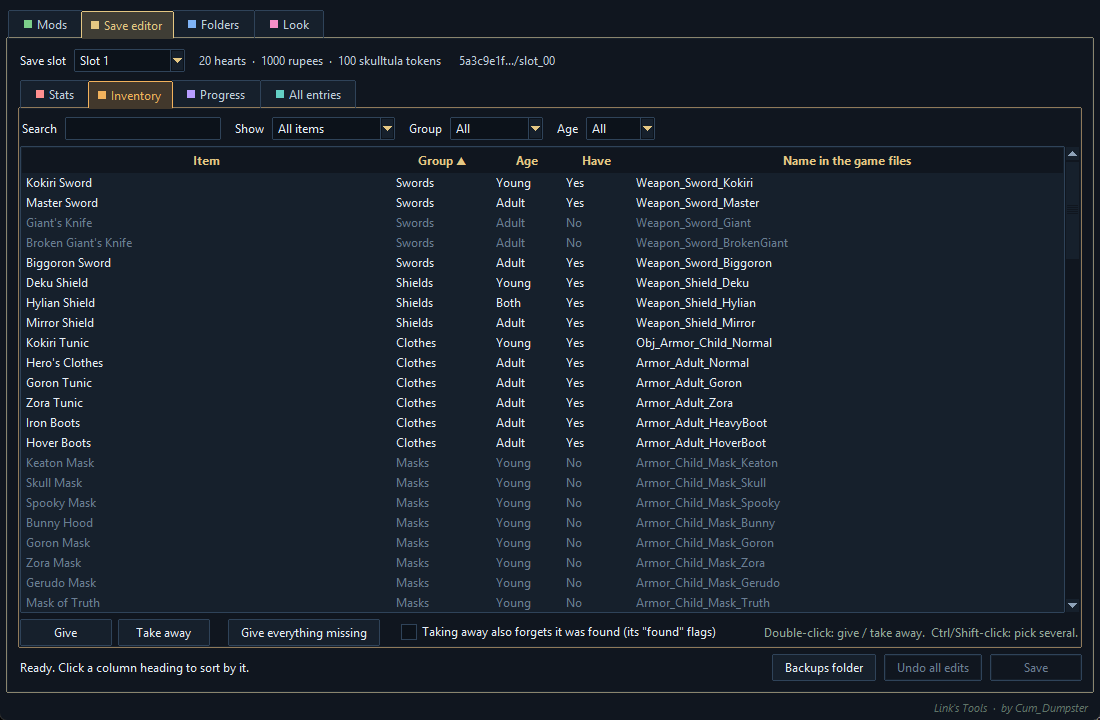 Mods Save editor Folders Look
Save slot Slot 1 20 hearts · 1000 rupees · 100 skulltula tokens 5a3c9e1f.../slot_00
Stats Inventory Progress All entries
Search Show All items Group All Age All
Item Group ▲ Age Have Name in the game files
Kokiri Sword Swords Young Yes Weapon_Sword_Kokiri
Master Sword Swords Adult Yes Weapon_Sword_Master
Giant's Knife Swords Adult No Weapon_Sword_Giant
Broken Giant's Knife Swords Adult No Weapon_Sword_BrokenGiant
Biggoron Sword Swords Adult Yes Weapon_Sword_Biggoron
Deku Shield Shields Young Yes Weapon_Shield_Deku
Hylian Shield Shields Both Yes Weapon_Shield_Hylian
Mirror Shield Shields Adult Yes Weapon_Shield_Mirror
Kokiri Tunic Clothes Young Yes Obj_Armor_Child_Normal
Hero's Clothes Clothes Adult Yes Armor_Adult_Normal
Goron Tunic Clothes Adult Yes Armor_Adult_Goron
Zora Tunic Clothes Adult Yes Armor_Adult_Zora
Iron Boots Clothes Adult Yes Armor_Adult_HeavyBoot
Hover Boots Clothes Adult Yes Armor_Adult_HoverBoot
Keaton Mask Masks Young No Armor_Child_Mask_Keaton
Skull Mask Masks Young No Armor_Child_Mask_Skull
Spooky Mask Masks Young No Armor_Child_Mask_Spooky
Bunny Hood Masks Young No Armor_Child_Mask_Bunny
Goron Mask Masks Young No Armor_Child_Mask_Goron
Zora Mask Masks Young No Armor_Child_Mask_Zora
Gerudo Mask Masks Young No Armor_Child_Mask_Gerudo
Mask of Truth Masks Young No Armor_Child_Mask_Truth
Give Take away Give everything missing Taking away also forgets it was found (its "found" flags) Double-click: give / take away. Ctrl/Shift-click: pick several.
Ready. Click a column heading to sort by it. Backups folder Undo all edits Save
Link's Tools · by Cum_Dumpster